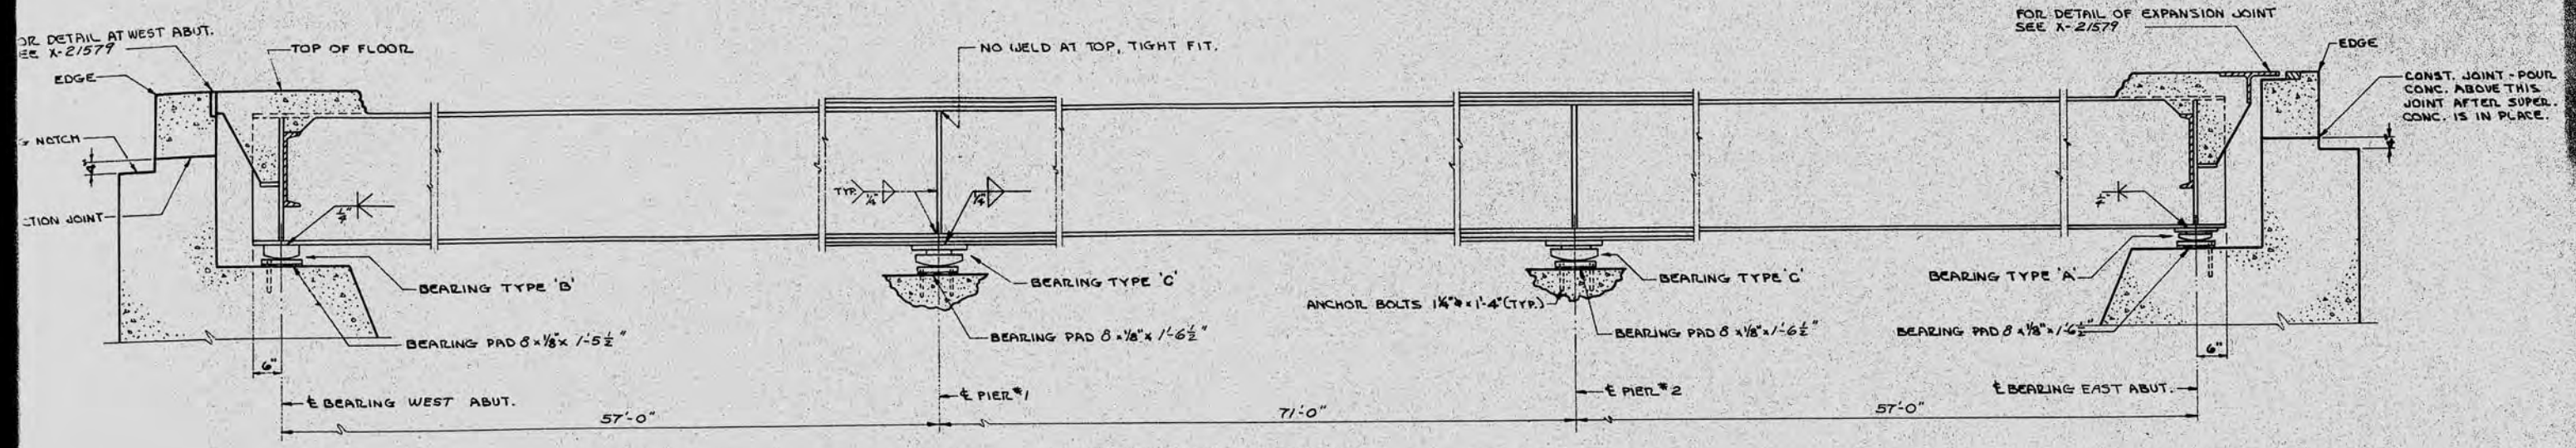 OR DETAIL AT WEST ABUT.
EE X-21579
TOP OF FLOOR
EDGE
NOTCH
CTION JOINT
NO WELD AT TOP, TIGHT FIT.
TYP.
1/4"
1/4"
BEARING TYPE 'B'
BEARING PAD 8 x 1/8" x 1'-5 1/2"
6"
℄ BEARING WEST ABUT.
57'-0"
BEARING TYPE 'C'
BEARING PAD 8 x 1/8" x 1'-6 1/2"
℄ PIER #1
71'-0"
BEARING TYPE 'C'
ANCHOR BOLTS 1 1/4"ϕ x 1'-4" (TYP.)
BEARING PAD 8 x 1/8" x 1'-6 1/2"
℄ PIER #2
57'-0"
FOR DETAIL OF EXPANSION JOINT
SEE X-21579
EDGE
CONST. JOINT - POUR
CONC. ABOVE THIS
JOINT AFTER SUPER.
CONC. IS IN PLACE.
BEARING TYPE 'A'
BEARING PAD 8 x 1/8" x 1'-6 1/2"
6"
℄ BEARING EAST ABUT.